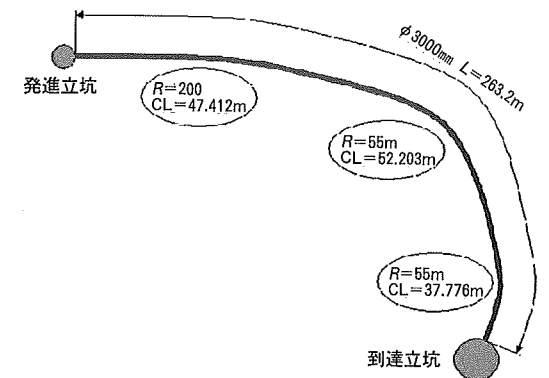 φ3000mm L=263.2m
発進立坑
R=200
CL=47.412m
R=55m
CL=52.203m
R=55m
CL=37.776m
到達立坑